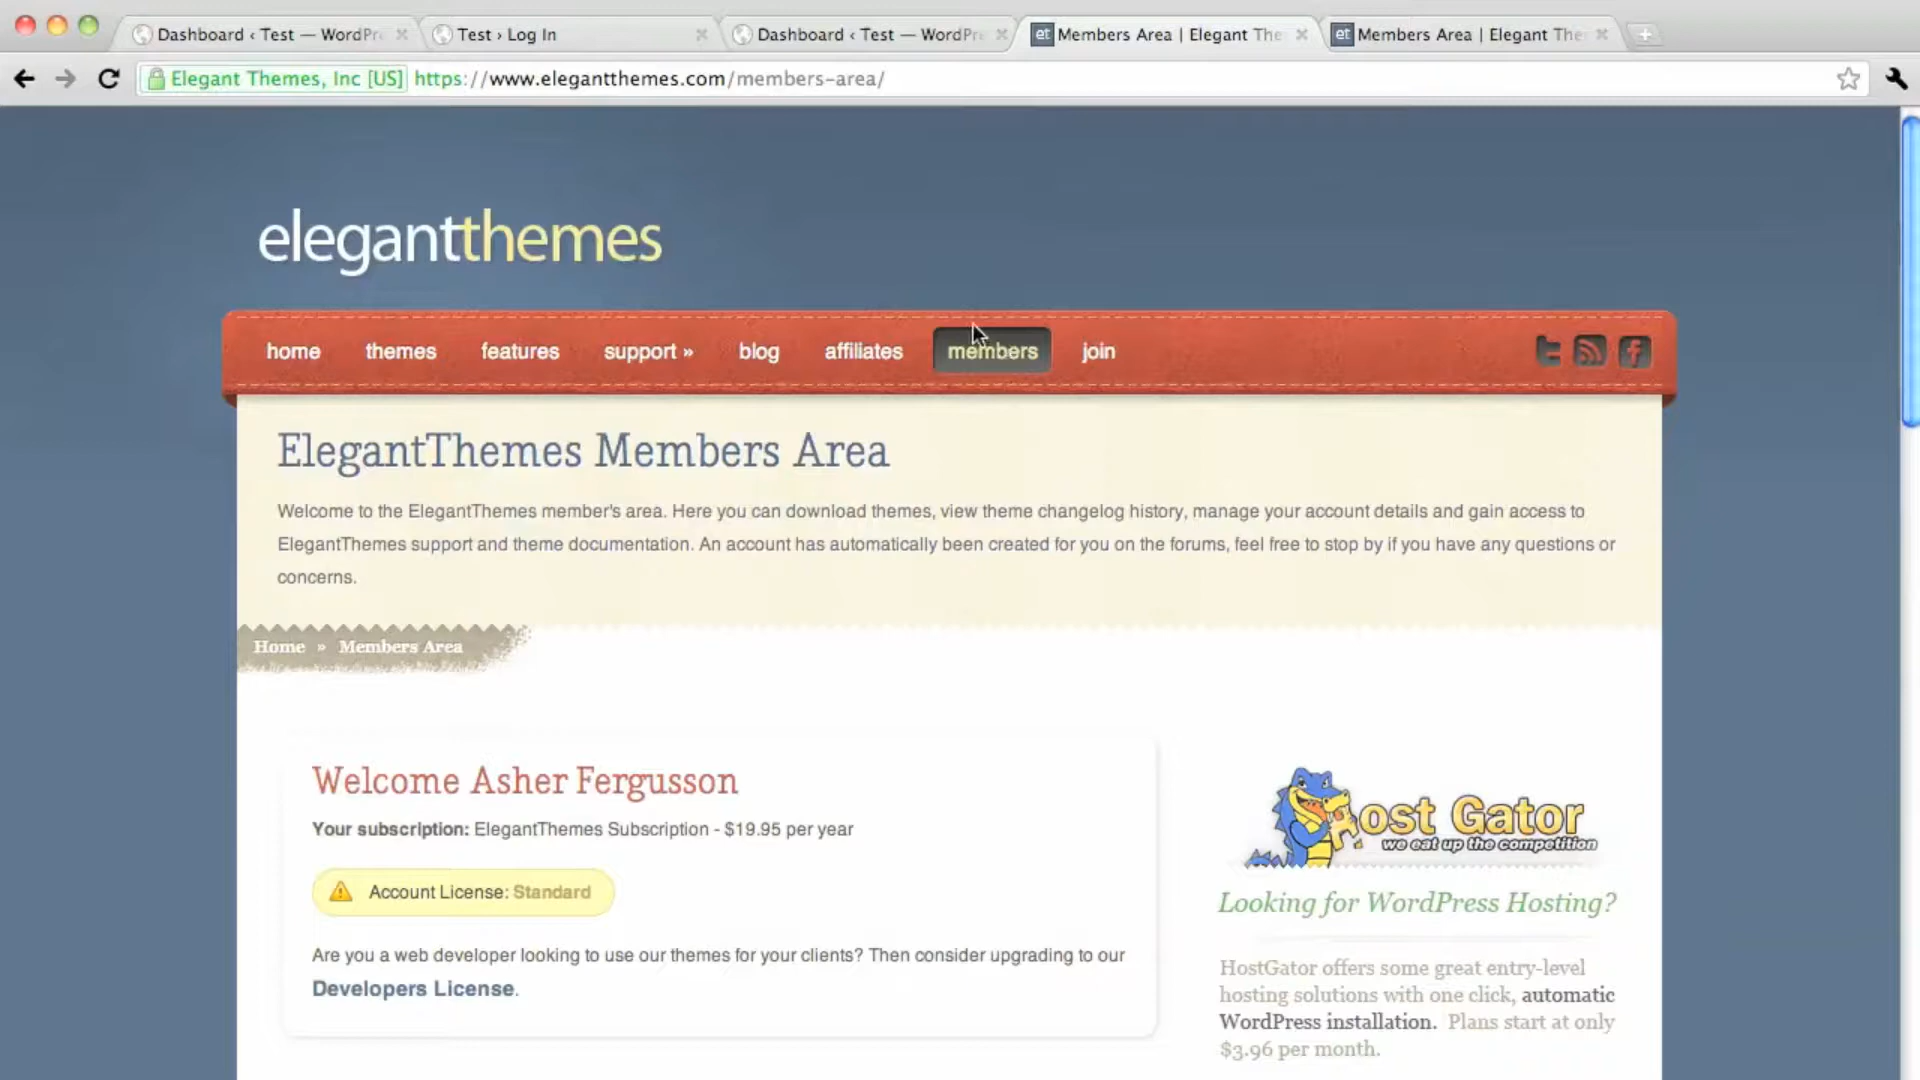 Dashboard ‹ Test — WordPr
Test › Log In
Dashboard ‹ Test — WordPr
et Members Area | Elegant The
et Members Area | Elegant The
Elegant Themes, Inc [US] https://www.elegantthemes.com/members-area/
elegantthemes
home themes features support » blog affiliates members join
ElegantThemes Members Area
Welcome to the ElegantThemes member's area. Here you can download themes, view theme changelog history, manage your account details and gain access to
ElegantThemes support and theme documentation. An account has automatically been created for you on the forums, feel free to stop by if you have any questions or
concerns.
Home » Members Area
Welcome Asher Fergusson
Your subscription: ElegantThemes Subscription - $19.95 per year
Account License: Standard
Are you a web developer looking to use our themes for your clients? Then consider upgrading to our
Developers License.
Host Gator
we eat up the competition
Looking for WordPress Hosting?
HostGator offers some great entry-level
hosting solutions with one click, automatic
WordPress installation. Plans start at only
$3.96 per month.